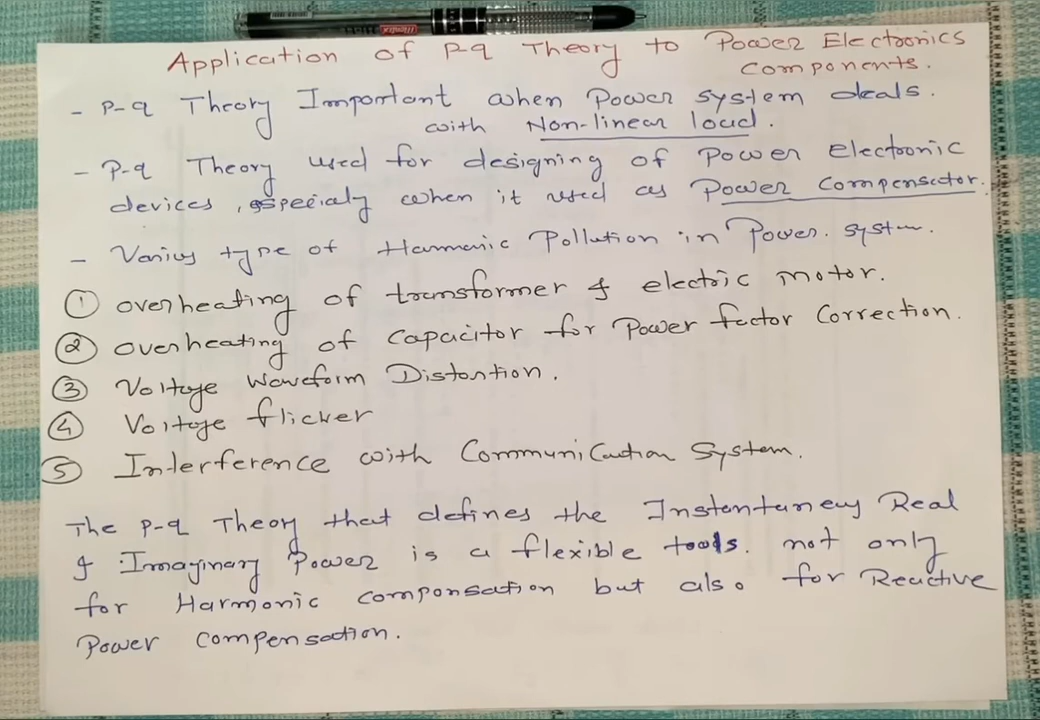 Application of p-q Theory to Power Electronics
components.
- P-q Theory Important when Power system deals.
with Non-linear load.
- P-q Theory used for designing of Power Electronic
devices, especialy when it used as Power Compensator.
- Varius type of Harmonic Pollution in Power. system.
① overheating of transformer & electric motor.
② overheating of capacitor for Power factor Correction.
③ Voltage Waveform Distortion.
④ Voltage flicker
⑤ Interference with Communication System.
The p-q Theory that defines the Instantaneuy Real
& Imaginary Power is a flexible tools. not only
for Harmonic componsation but also for Reactive
Power compensation.